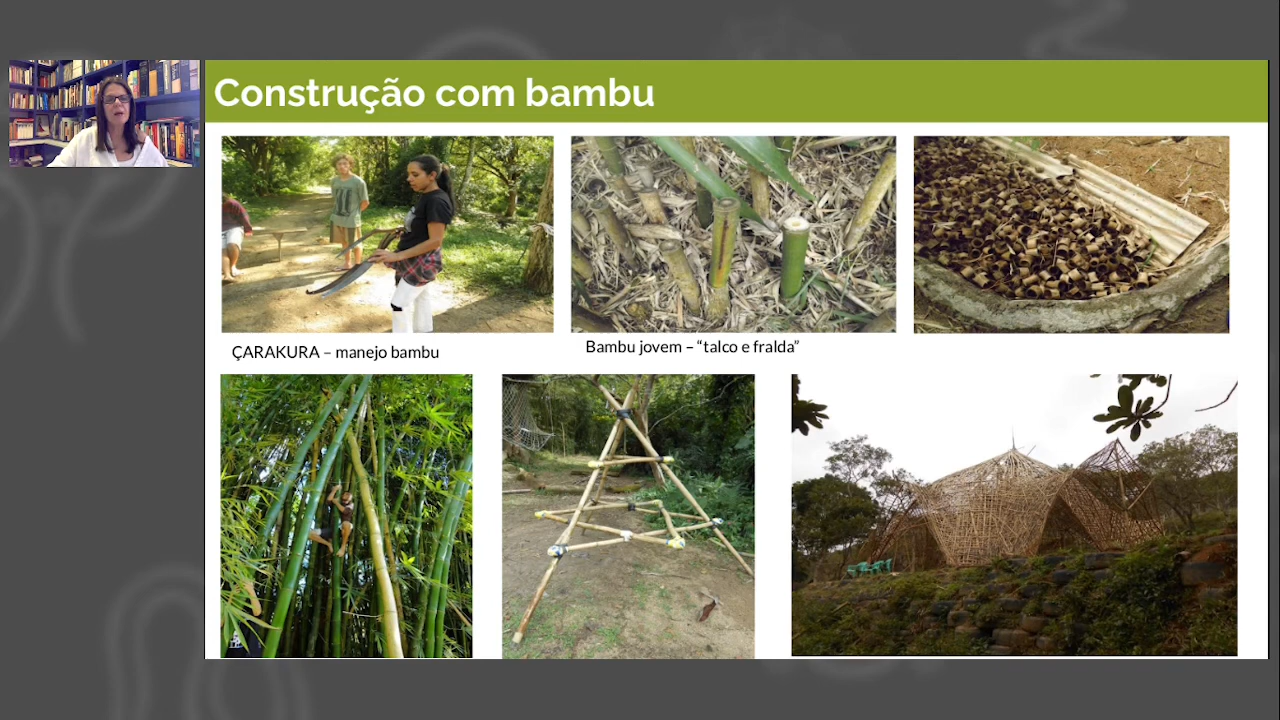 Construção com bambu
ÇARAKURA – manejo bambu
Bambu jovem – “talco e fralda”